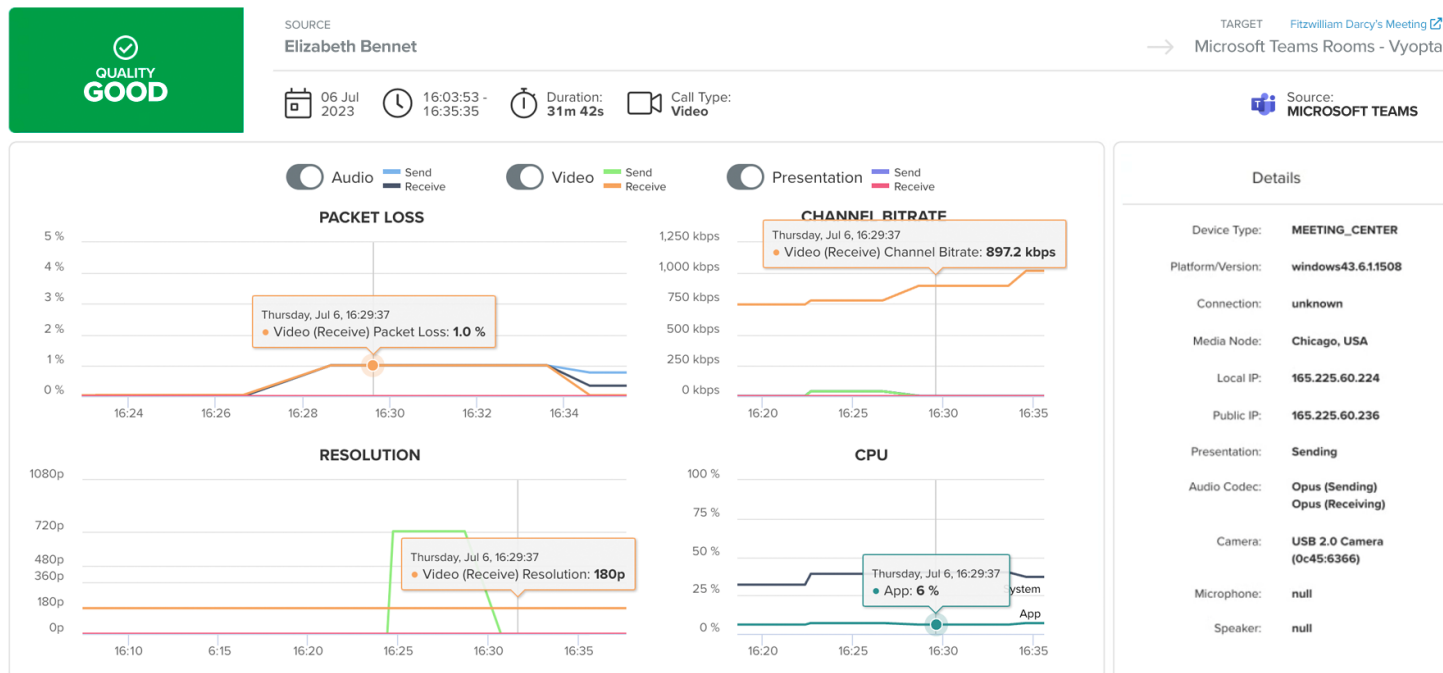 QUALITY
GOOD
SOURCE
Elizabeth Bennet
TARGET Fitzwilliam Darcy's Meeting
Microsoft Teams Rooms - Vyopta
06 Jul
2023
16:03:53 -
16:35:35
Duration:
31m 42s
Call Type:
Video
Source:
MICROSOFT TEAMS
Audio Send Receive
Video Send Receive
Presentation Send Receive
PACKET LOSS
5 %
4 %
3 %
2 %
1 %
0 %
Thursday, Jul 6, 16:29:37
Video (Receive) Packet Loss: 1.0 %
16:24 16:26 16:28 16:30 16:32 16:34
CHANNEL BITRATE
1,250 kbps
1,000 kbps
750 kbps
500 kbps
250 kbps
0 kbps
Thursday, Jul 6, 16:29:37
Video (Receive) Channel Bitrate: 897.2 kbps
16:20 16:25 16:30 16:35
RESOLUTION
1080p
720p
480p
360p
180p
0p
Thursday, Jul 6, 16:29:37
Video (Receive) Resolution: 180p
16:10 6:15 16:20 16:25 16:30 16:35
CPU
100 %
75 %
50 %
25 %
0 %
Thursday, Jul 6, 16:29:37
App: 6 %
ystem
App
16:20 16:25 16:30 16:35
Details
Device Type: MEETING_CENTER
Platform/Version: windows43.6.1.1508
Connection: unknown
Media Node: Chicago, USA
Local IP: 165.225.60.224
Public IP: 165.225.60.236
Presentation: Sending
Audio Codec: Opus (Sending)
Opus (Receiving)
Camera: USB 2.0 Camera
(0c45:6366)
Microphone: null
Speaker: null